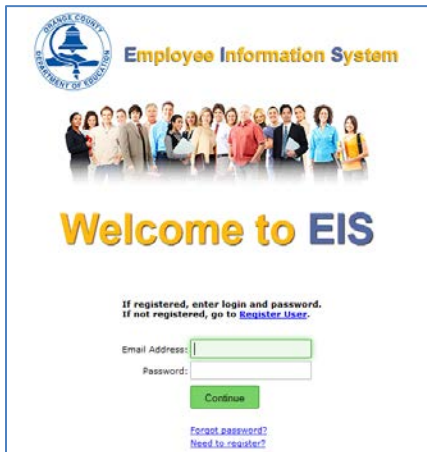 ORANGE COUNTY
DEPARTMENT OF EDUCATION
Employee Information System
Welcome to EIS
If registered, enter login and password.
If not registered, go to Register User.
Email Address:
Password:
Continue
Forgot password?
Need to register?